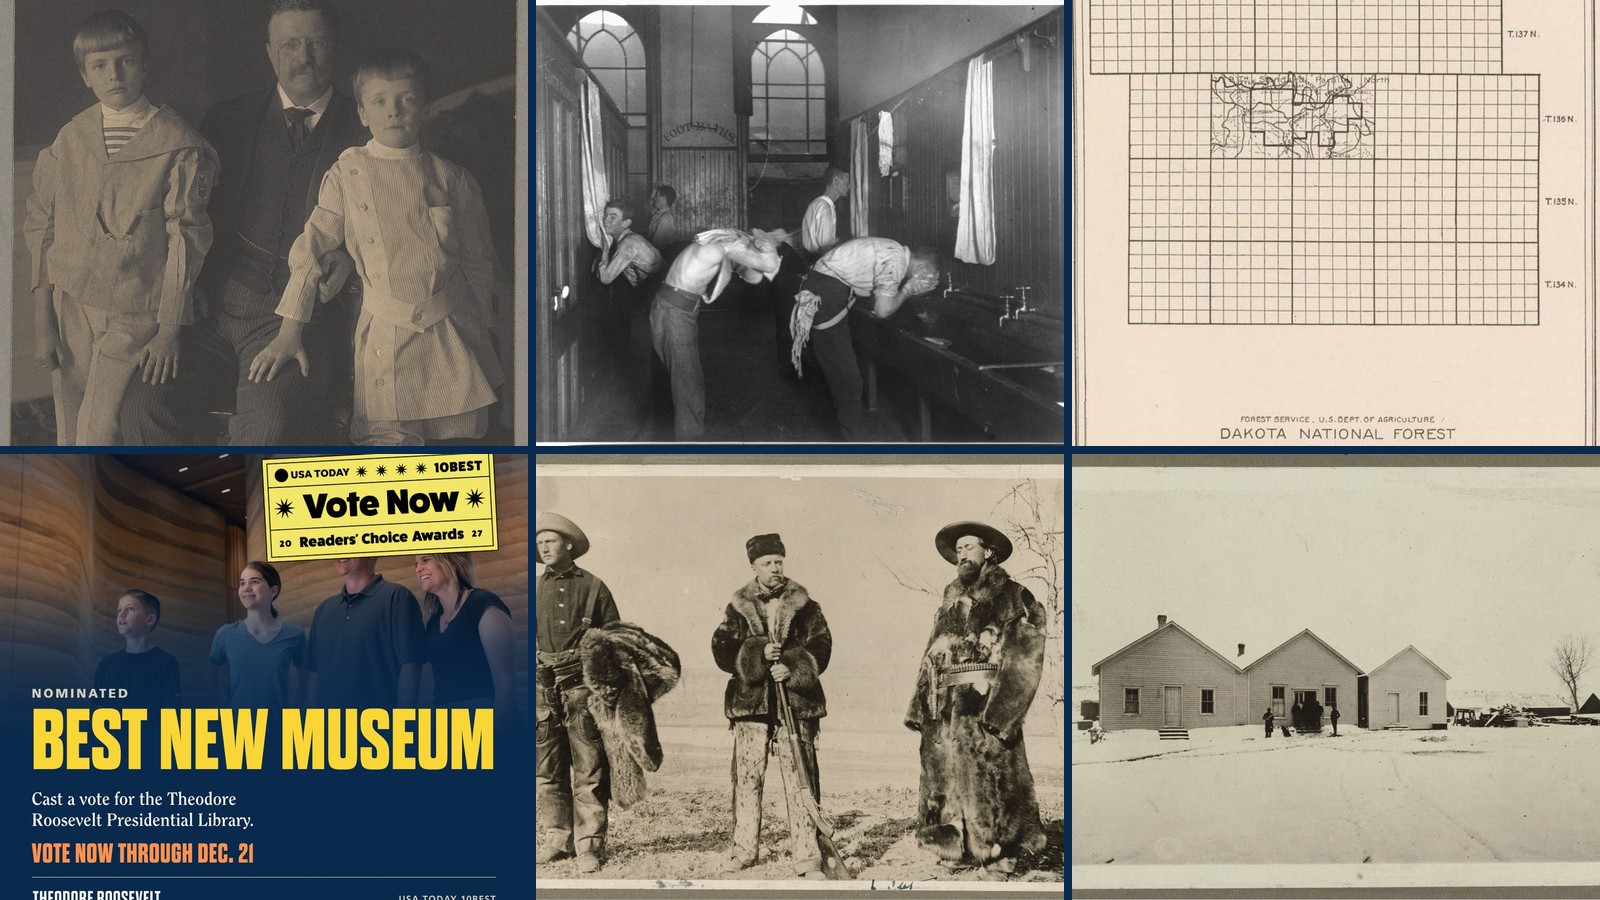 FOOT BATHS
T.137 N.
T.136 N.
T.135 N.
T.134 N.
FOREST SERVICE, U.S. DEPT. OF AGRICULTURE
DAKOTA NATIONAL FOREST
USA TODAY 10BEST
Vote Now
20 Readers' Choice Awards 27
NOMINATED
BEST NEW MUSEUM
Cast a vote for the Theodore
Roosevelt Presidential Library.
VOTE NOW THROUGH DEC. 21
THEODORE ROOSEVELT
USA TODAY 10BEST